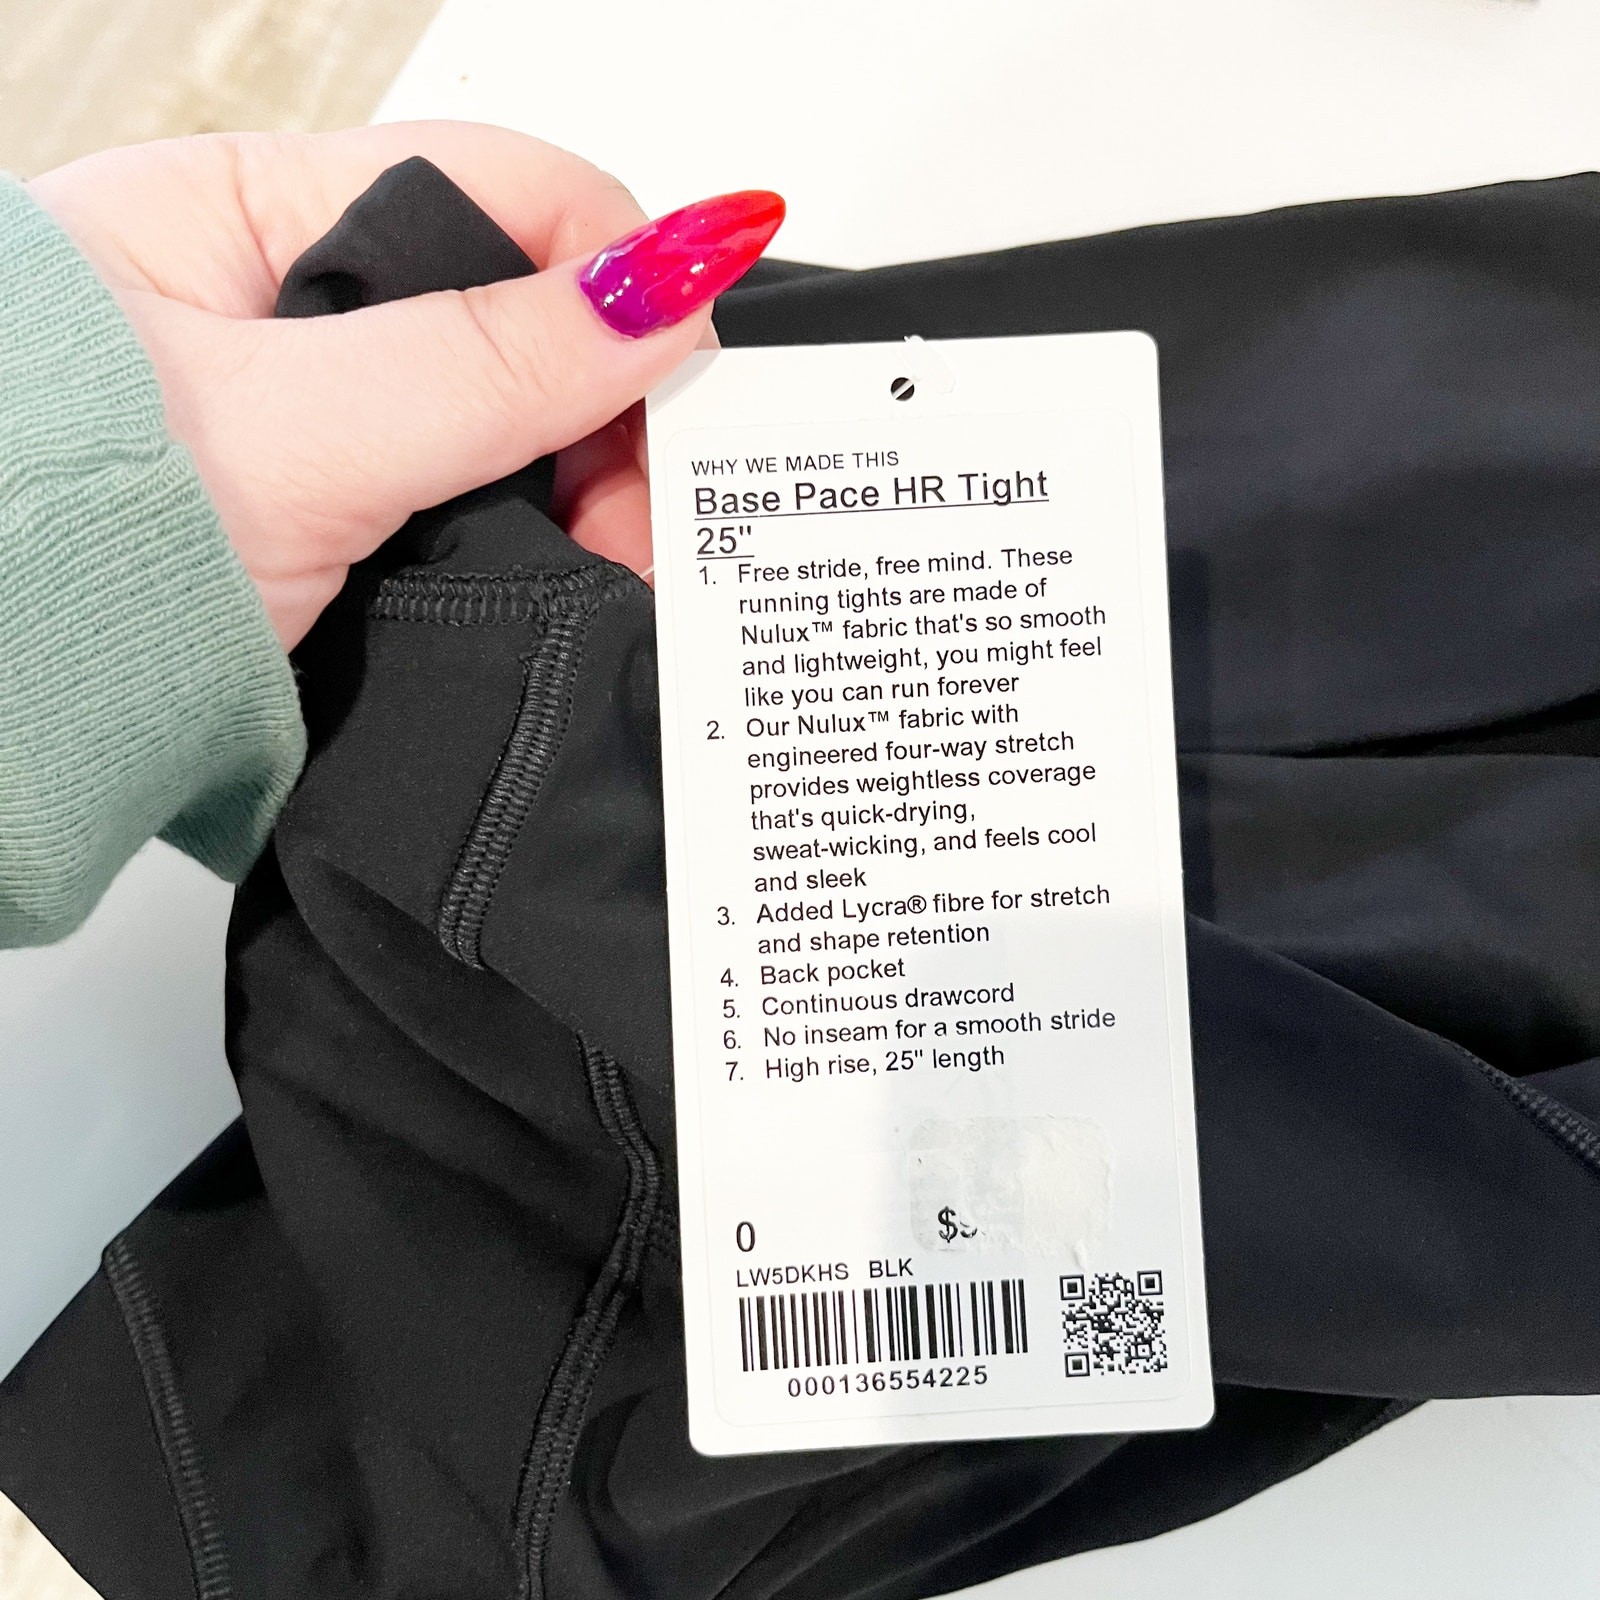 WHY WE MADE THIS
Base Pace HR Tight
25"
1. Free stride, free mind. These
running tights are made of
Nulux™ fabric that's so smooth
and lightweight, you might feel
like you can run forever
2. Our Nulux™ fabric with
engineered four-way stretch
provides weightless coverage
that's quick-drying,
sweat-wicking, and feels cool
and sleek
3. Added Lycra® fibre for stretch
and shape retention
4. Back pocket
5. Continuous drawcord
6. No inseam for a smooth stride
7. High rise, 25" length
0
LW5DKHS BLK
000136554225